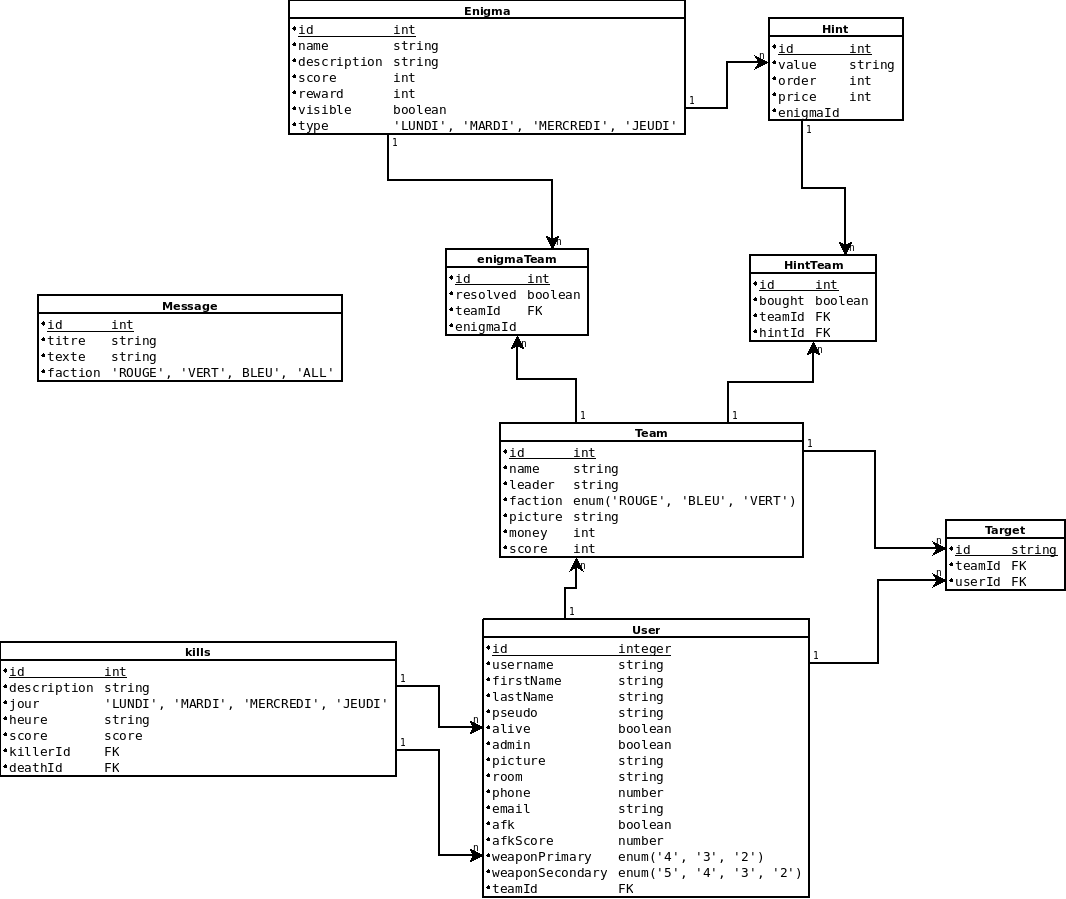 Enigma
id int
name string
description string
score int
reward int
visible boolean
type 'LUNDI', 'MARDI', 'MERCREDI', 'JEUDI'
1
1
Hint
id int
value string
order int
price int
enigmaId
n
1
enigmaTeam
id int
resolved boolean
teamId FK
enigmaId
n
n
HintTeam
id int
bought boolean
teamId FK
hintId FK
n
n
Message
id int
titre string
texte string
faction 'ROUGE', 'VERT', BLEU', 'ALL'
1
1
Team
id int
name string
leader string
faction enum('ROUGE', 'BLEU', 'VERT')
picture string
money int
score int
1
n
Target
id string
teamId FK
userId FK
n
n
kills
id int
description string
jour 'LUNDI', 'MARDI', 'MERCREDI', 'JEUDI'
heure string
score score
killerId FK
deathId FK
1
1
1
User
id integer
username string
firstName string
lastName string
pseudo string
alive boolean
admin boolean
picture string
room string
phone number
email string
afk boolean
afkScore number
weaponPrimary enum('4', '3', '2')
weaponSecondary enum('5', '4', '3', '2')
teamId FK
n
n
1